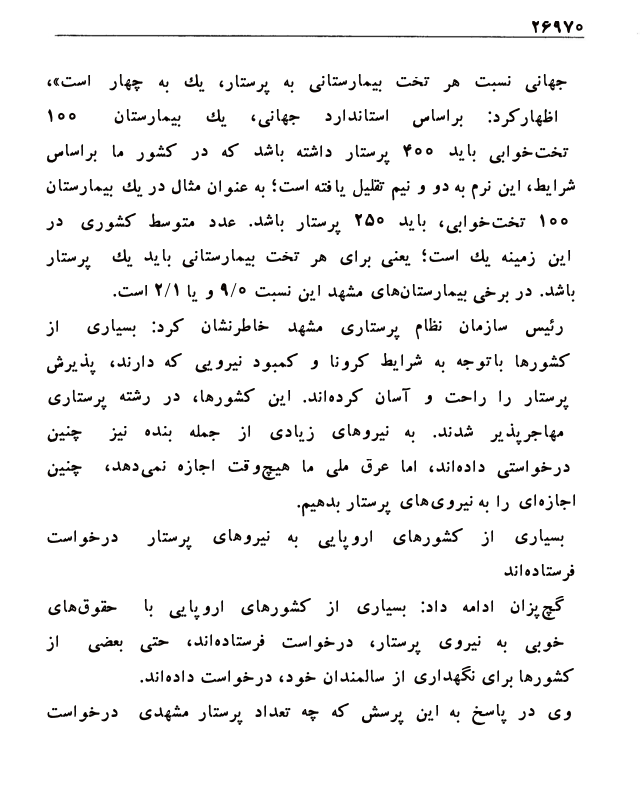 ۲۶۹۷۰
جهانی نسبت هر تخت بیمارستانی به پرستار، یك به چهار است»،
اظهارکرد: براساس استاندارد جهانی، یك بیمارستان ۱۰۰
تخت‌خوابی باید ۴۰۰ پرستار داشته باشد که در کشور ما براساس
شرایط، این نرم به دو و نیم تقلیل یافته است؛ به عنوان مثال در یك بیمارستان
۱۰۰ تخت‌خوابی، باید ۲۵۰ پرستار باشد. عدد متوسط کشوری در
این زمینه یك است؛ یعنی برای هر تخت بیمارستانی باید یك پرستار
باشد. در برخی بیمارستان‌های مشهد این نسبت ۹/۰ و یا ۲/۱ است.
رئیس سازمان نظام پرستاری مشهد خاطرنشان کرد: بسیاری از
کشورها باتوجه به شرایط کرونا و کمبود نیرویی که دارند، پذیرش
پرستار را راحت و آسان کرده‌اند. این کشورها، در رشته پرستاری
مهاجرپذیر شدند. به نیروهای زیادی از جمله بنده نیز چنین
درخواستی داده‌اند، اما عرق ملی ما هیچ‌وقت اجازه نمی‌دهد، چنین
اجازه‌ای را به نیروی‌های پرستار بدهیم.
بسیاری از کشورهای اروپایی به نیروهای پرستار درخواست
فرستاده‌اند
گچ‌پزان ادامه داد: بسیاری از کشورهای اروپایی با حقوق‌های
خوبی به نیروی پرستار، درخواست فرستاده‌اند، حتی بعضی از
کشورها برای نگهداری از سالمندان خود، درخواست داده‌اند.
وی در پاسخ به این پرسش که چه تعداد پرستار مشهدی درخواست